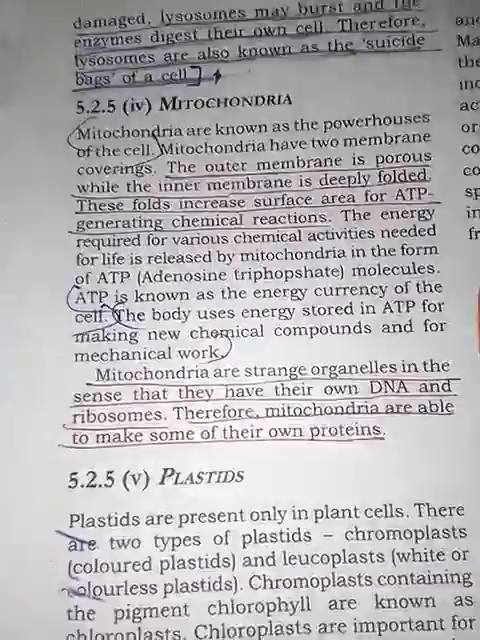 damaged, lysosomes may burst and the
enzymes digest their own cell. Therefore,
lysosomes are also known as the 'suicide
bags' of a cell
5.2.5 (iv) MITOCHONDRIA
Mitochondria are known as the powerhouses
of the cell. Mitochondria have two membrane
coverings. The outer membrane is porous
while the inner membrane is deeply folded.
These folds increase surface area for ATP-
generating chemical reactions. The energy
required for various chemical activities needed
for life is released by mitochondria in the form
of ATP (Adenosine triphopshate) molecules.
ATP is known as the energy currency of the
cell. The body uses energy stored in ATP for
making new chemical compounds and for
mechanical work.
Mitochondria are strange organelles in the
sense that they have their own DNA and
ribosomes. Therefore, mitochondria are able
to make some of their own proteins.
5.2.5 (v) PLASTIDS
Plastids are present only in plant cells. There
are two types of plastids – chromoplasts
(coloured plastids) and leucoplasts (white or
colourless plastids). Chromoplasts containing
the pigment chlorophyll are known as
chloroplasts. Chloroplasts are important for